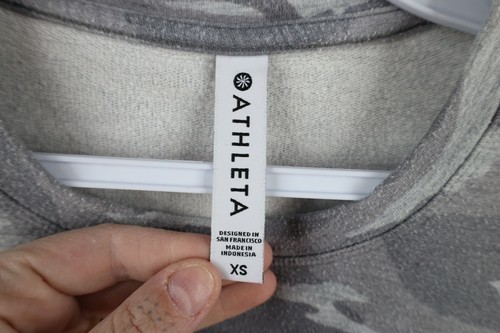 ATHLETA
DESIGNED IN
SAN FRANCISCO
MADE IN
INDONESIA
XS